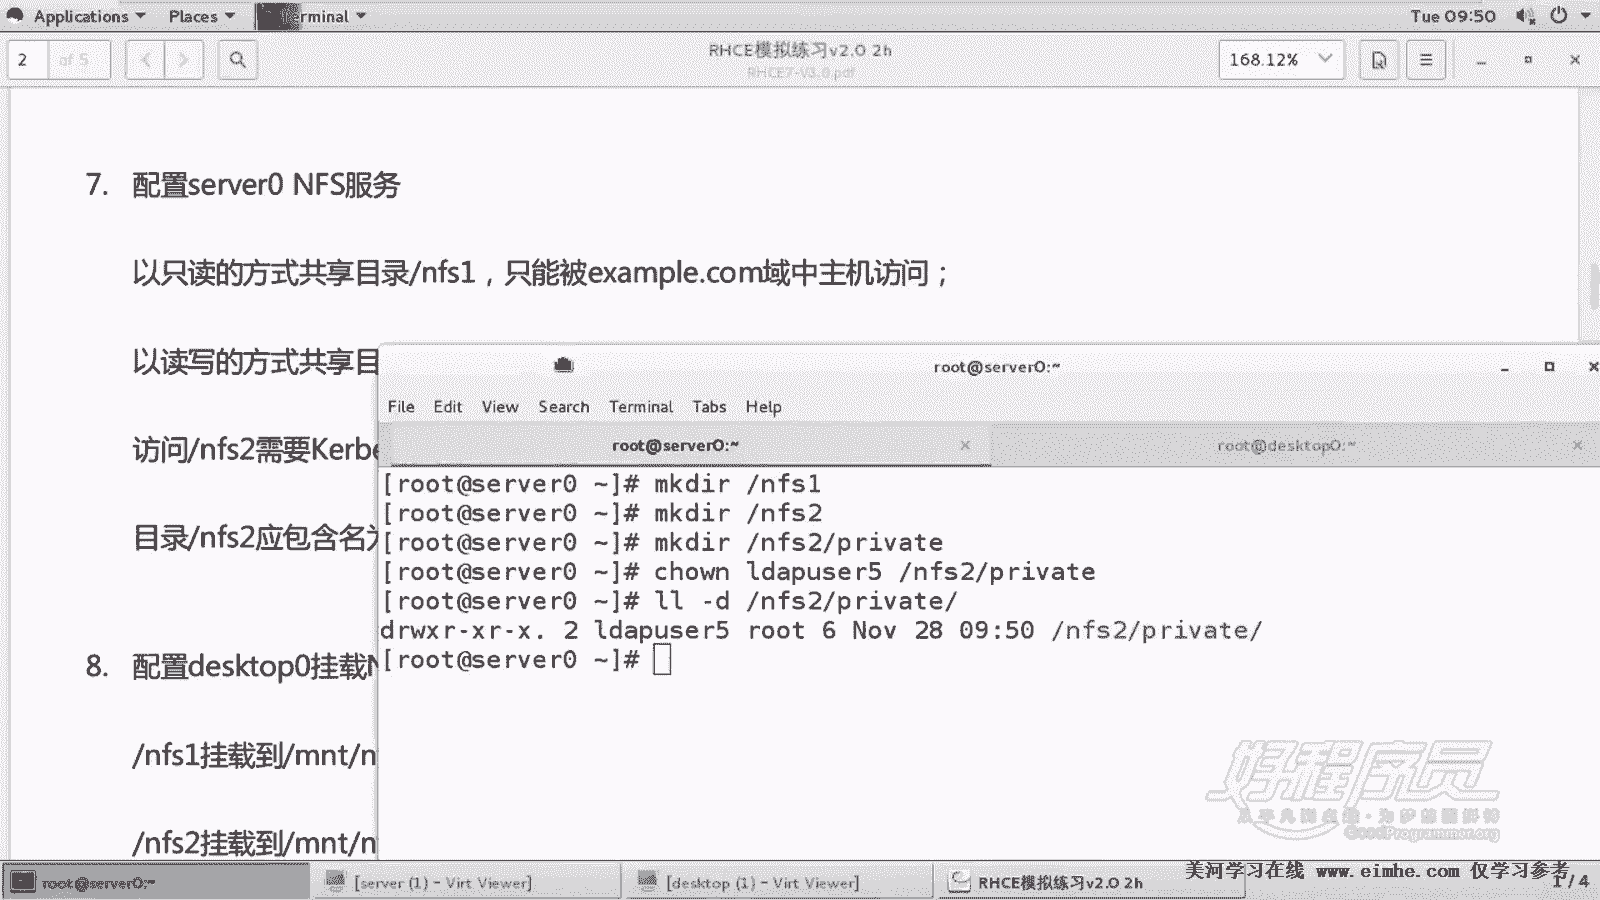 Applications Places Terminal Tue 09:50
2 of 5 RHCE模拟练习v2.0 2h 168.12%
RHCE7-V3.0.pdf
7. 配置server0 NFS服务
以只读的方式共享目录/nfs1，只能被example.com域中主机访问；
以读写的方式共享目
访问/nfs2需要Kerbe
目录/nfs2应包含名为
8. 配置desktop0挂载N
/nfs1挂载到/mnt/n
/nfs2挂载到/mnt/n
root@server0:~
File Edit View Search Terminal Tabs Help
root@server0:~ root@desktop0:~
[root@server0 ~]# mkdir /nfs1
[root@server0 ~]# mkdir /nfs2
[root@server0 ~]# mkdir /nfs2/private
[root@server0 ~]# chown ldapuser5 /nfs2/private
[root@server0 ~]# ll -d /nfs2/private/
drwxr-xr-x. 2 ldapuser5 root 6 Nov 28 09:50 /nfs2/private/
[root@server0 ~]#
好程序员
GoodProgrammer.org
root@server0:~ [server (1) – Virt Viewer] [desktop (1) – Virt Viewer] RHCE模拟练习v2.0 2h 1 / 4
美河学习在线 www.eimhe.com 仅学习参考